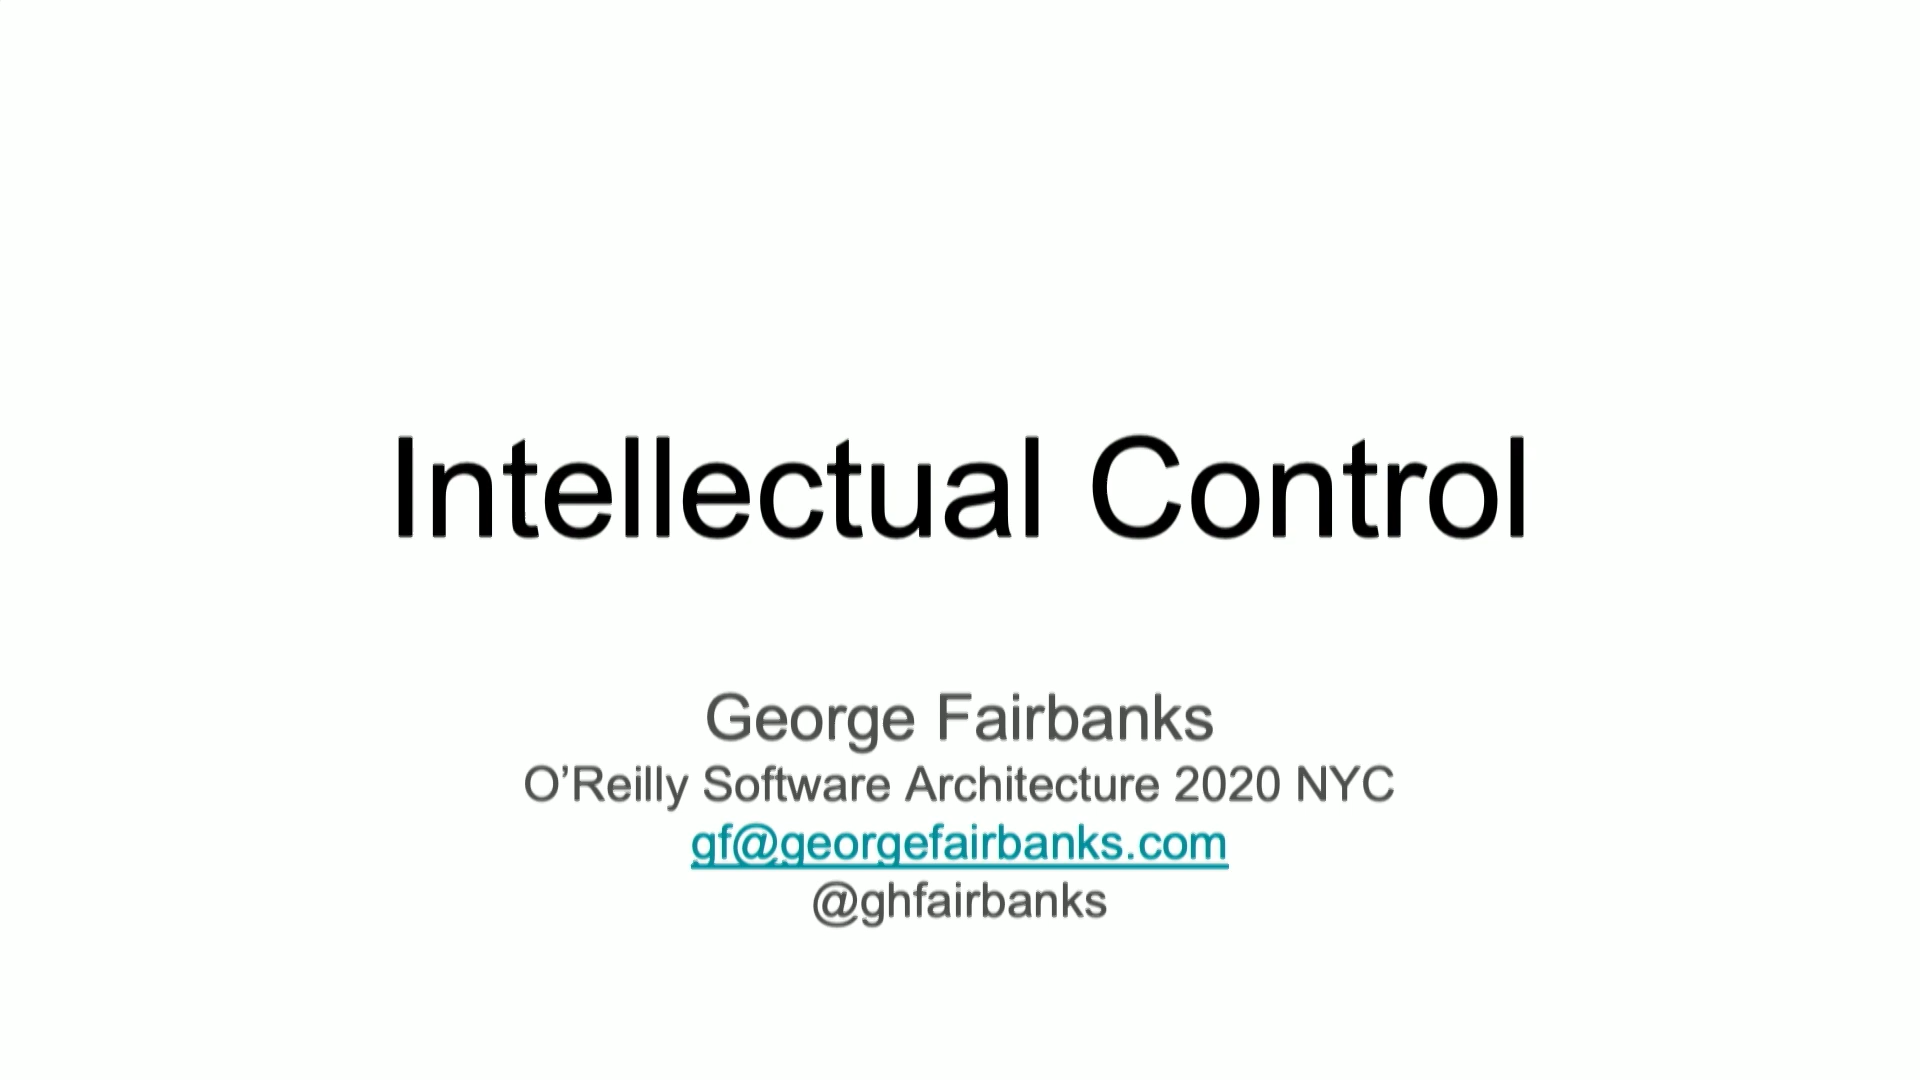 Intellectual Control
George Fairbanks
O’Reilly Software Architecture 2020 NYC
gf@georgefairbanks.com
@ghfairbanks